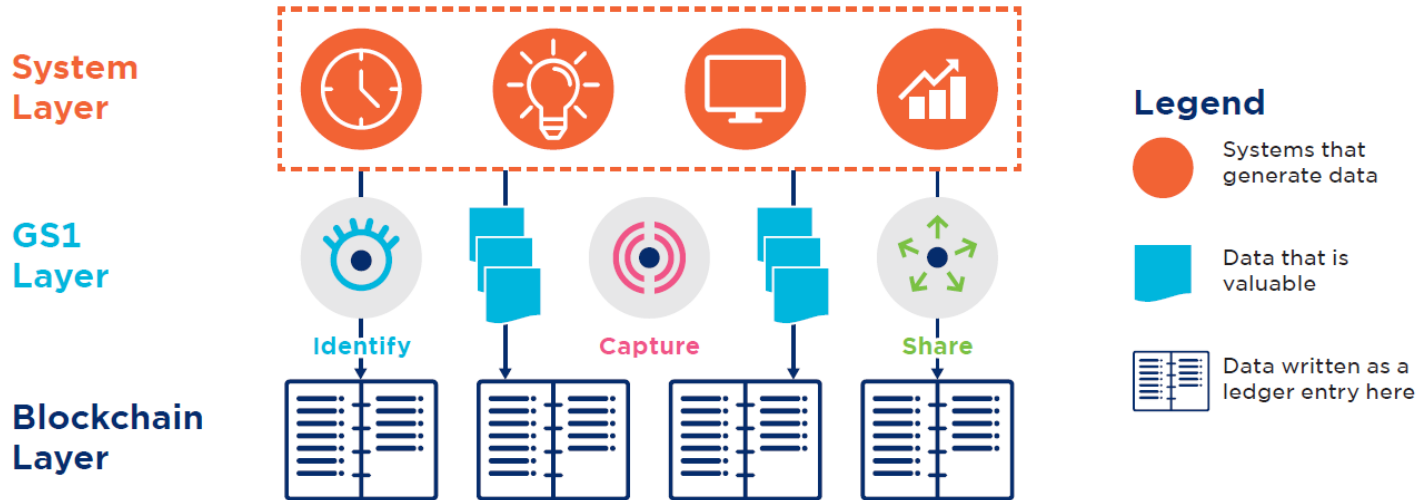 System
Layer
GS1
Layer
Identify
Capture
Share
Blockchain
Layer
Legend
Systems that
generate data
Data that is
valuable
Data written as a
ledger entry here